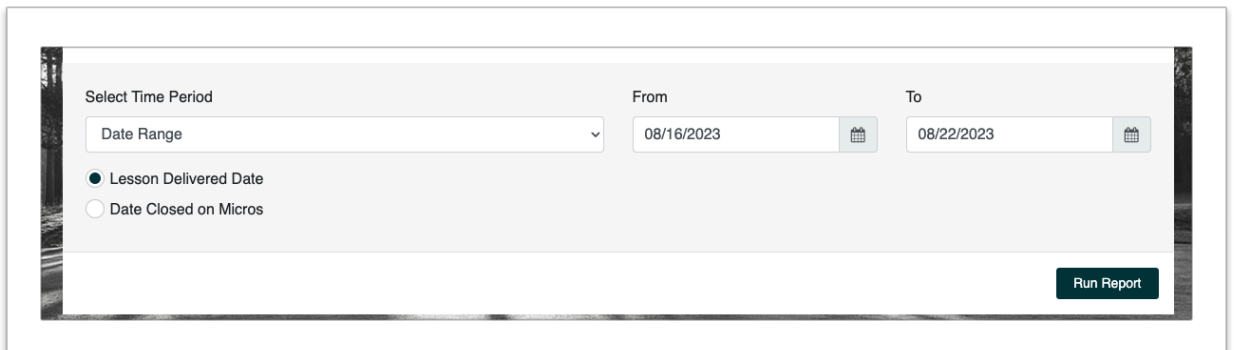 Select Time Period
From
To
Date Range
08/16/2023
08/22/2023
Lesson Delivered Date
Date Closed on Micros
Run Report